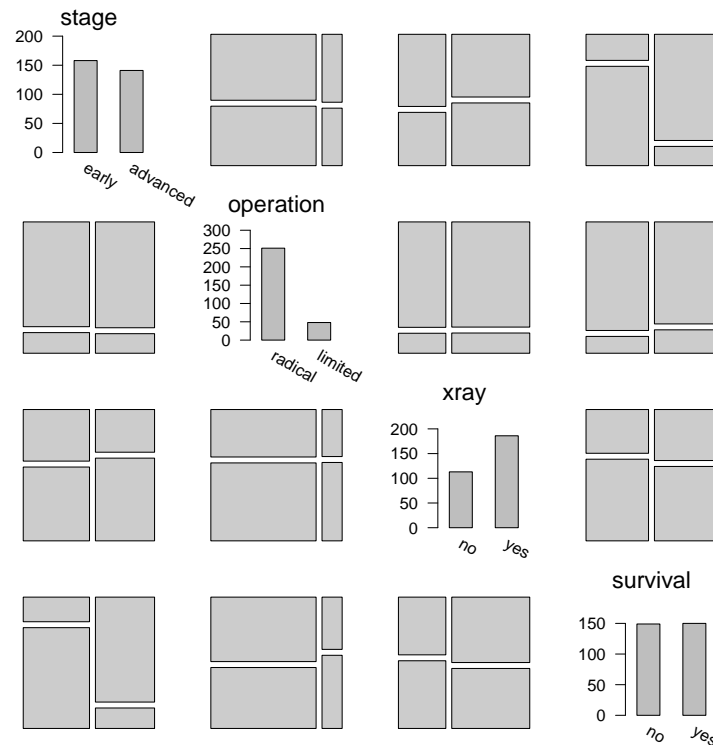 stage
200
150
100
50
0
early
advanced
operation
300
250
200
150
100
50
0
radical
limited
xray
200
150
100
50
0
no
yes
survival
150
100
50
0
no
yes